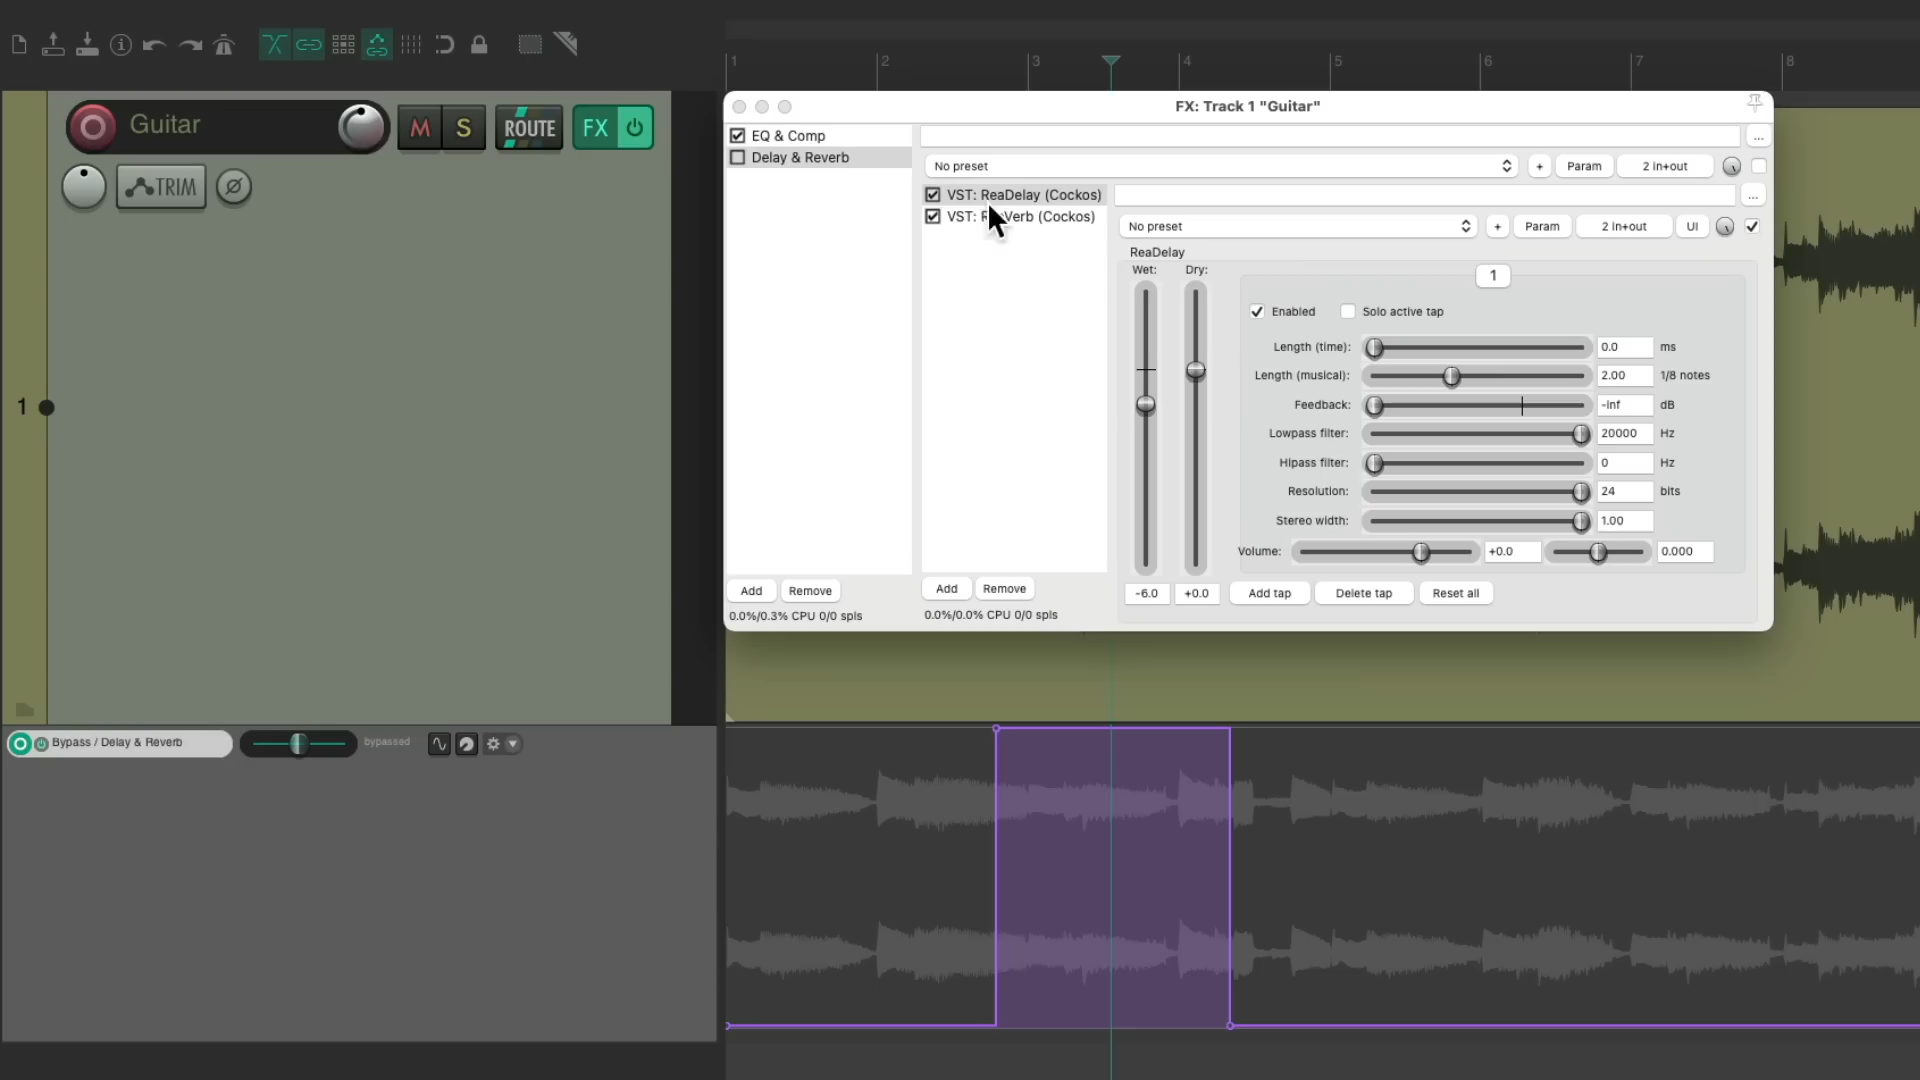 1 2 3 4 5 6 7 8
FX: Track 1 "Guitar"
Guitar
M S ROUTE FX
TRIM
EQ & Comp
Delay & Reverb
...
No preset
+ Param 2 in+out
VST: ReaDelay (Cockos)
VST: Verb (Cockos)
...
No preset
+ Param 2 in+out UI
ReaDelay
Wet: Dry:
1
Enabled Solo active tap
Length (time): 0.0 ms
Length (musical): 2.00 1/8 notes
Feedback: -inf dB
Lowpass filter: 20000 Hz
Hipass filter: 0 Hz
Resolution: 24 bits
Stereo width: 1.00
Volume: +0.0 0.000
-6.0 +0.0 Add tap Delete tap Reset all
Add Remove
Add Remove
0.0%/0.3% CPU 0/0 spls
0.0%/0.0% CPU 0/0 spls
1
Bypass / Delay & Reverb
bypassed